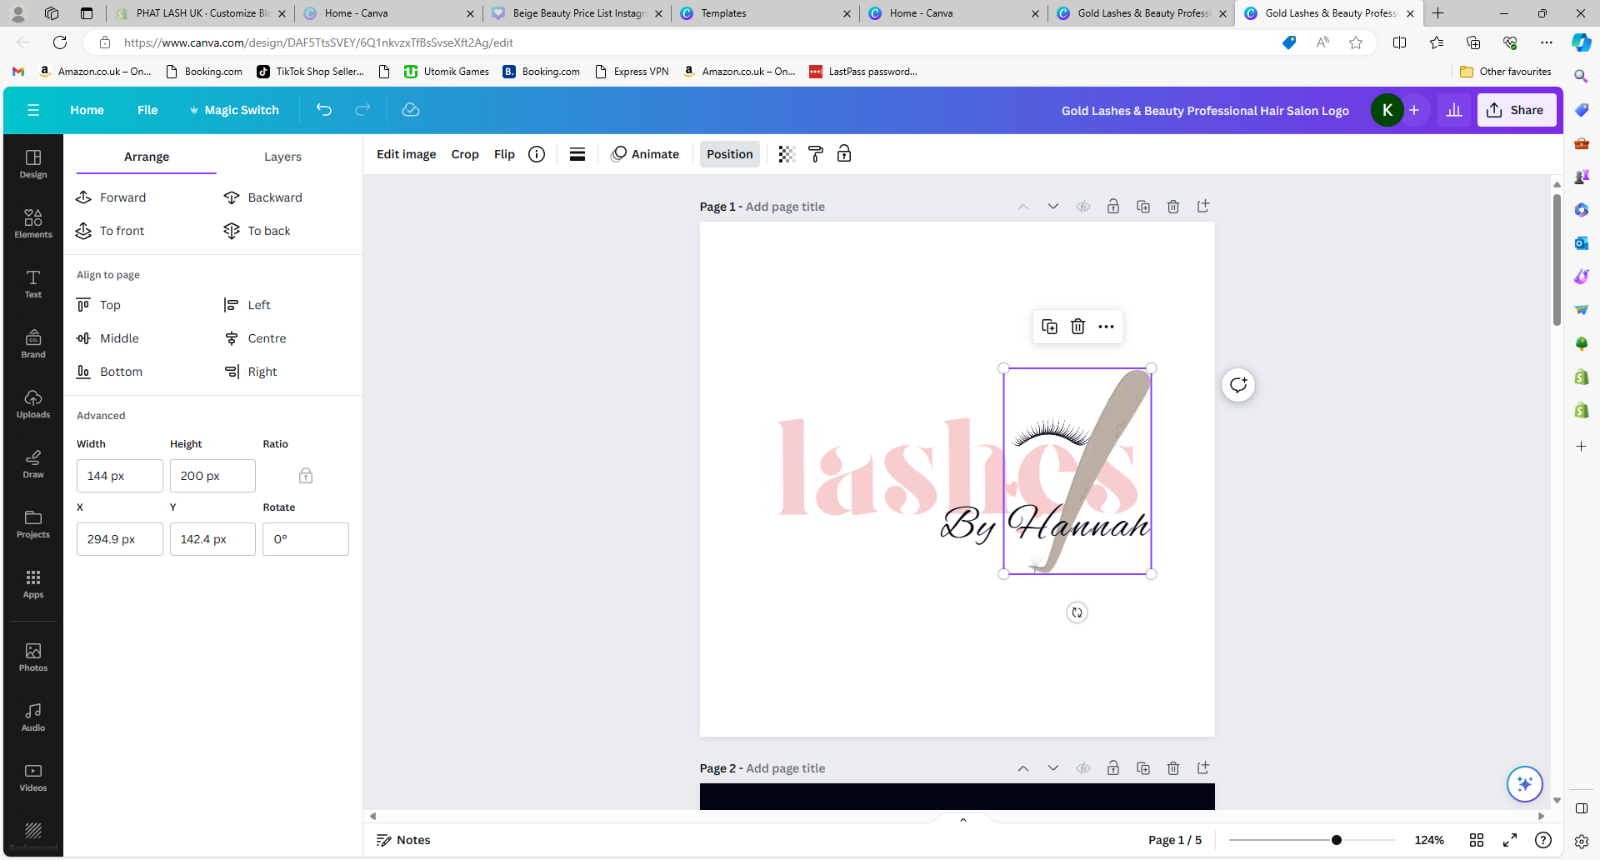 PHAT LASH UK · Customize Blo
Home - Canva
Beige Beauty Price List Instagra
Templates
Home - Canva
Gold Lashes & Beauty Professi
Gold Lashes & Beauty Profess
https://www.canva.com/design/DAF5TtsSVEY/6Q1nkvzxTfBsSvseXft2Ag/edit
Amazon.co.uk – On...
Booking.com
TikTok Shop Seller...
Utomik Games
Booking.com
Express VPN
Amazon.co.uk – On...
LastPass password...
Other favourites
Home
File
Magic Switch
Gold Lashes & Beauty Professional Hair Salon Logo
K
Share
Design
Elements
Text
Brand
Uploads
Draw
Projects
Apps
Photos
Audio
Videos
Background
Arrange
Layers
Forward
Backward
To front
To back
Align to page
Top
Left
Middle
Centre
Bottom
Right
Advanced
Width
Height
Ratio
144 px
200 px
X
Y
Rotate
294.9 px
142.4 px
0°
Edit image
Crop
Flip
Animate
Position
Page 1 - Add page title
lashes
By Hannah
Page 2 - Add page title
Notes
Page 1 / 5
124%